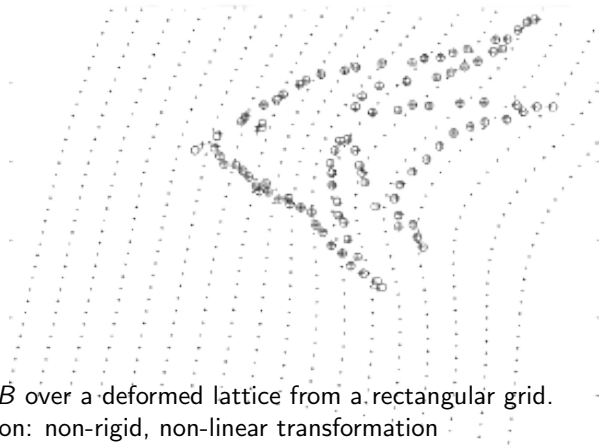 B over a deformed lattice from a rectangular grid.
on: non-rigid, non-linear transformation